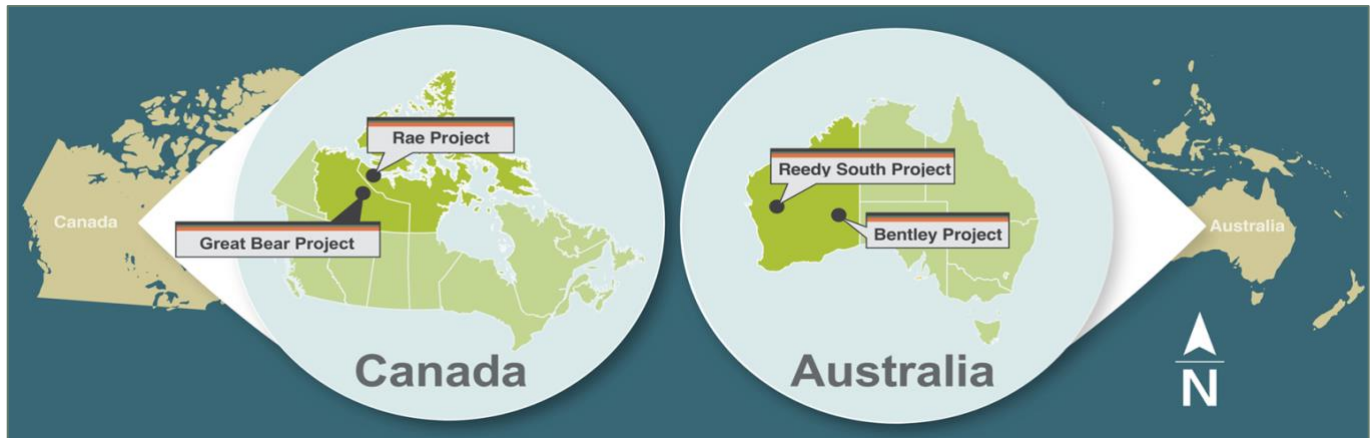 Canada
Rae Project
Great Bear Project
Canada
Reedy South Project
Bentley Project
Australia
Australia
N